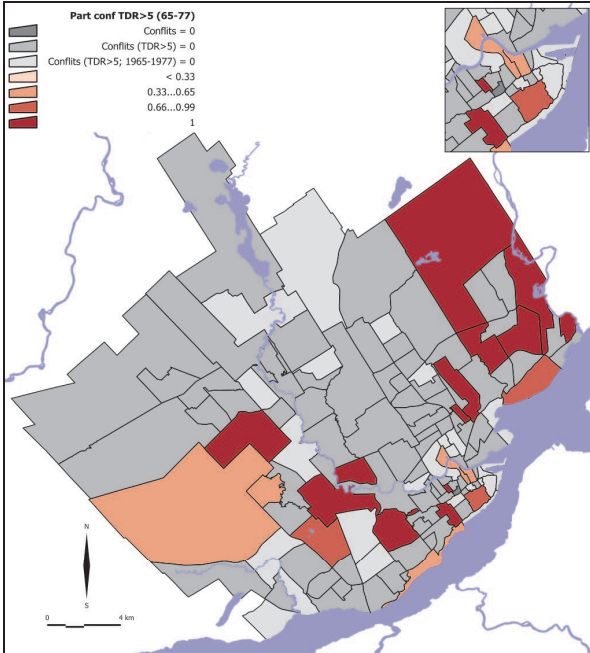 Part conf TDR>5 (65-77)
Conflits = 0
Conflits (TDR>5) = 0
Conflits (TDR>5; 1965-1977) = 0
< 0.33
0.33...0.65
0.66...0.99
1
N
S
0 4 km